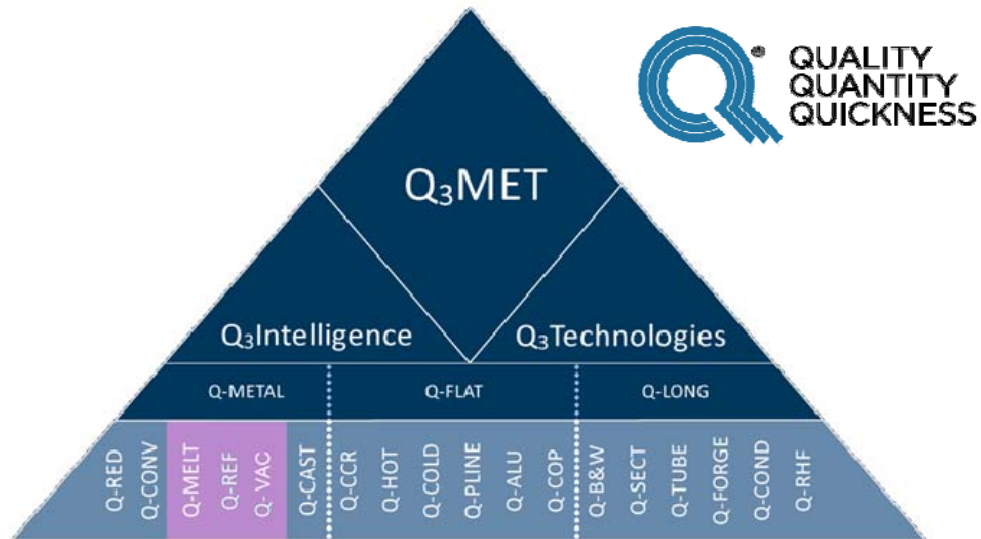 ®
QUALITY
QUANTITY
QUICKNESS
Q₃MET
Q₃Intelligence
Q₃Technologies
Q-METAL
Q-FLAT
Q-LONG
Q-RED
Q-CONV
Q-MELT
Q-REF
Q- VAC
Q-CAST
Q-CCR
Q-HOT
Q-COLD
Q-PLINE
Q-ALU
Q-COP
Q-B&W
Q-SECT
Q-TUBE
Q-FORGE
Q-COND
Q-RHF